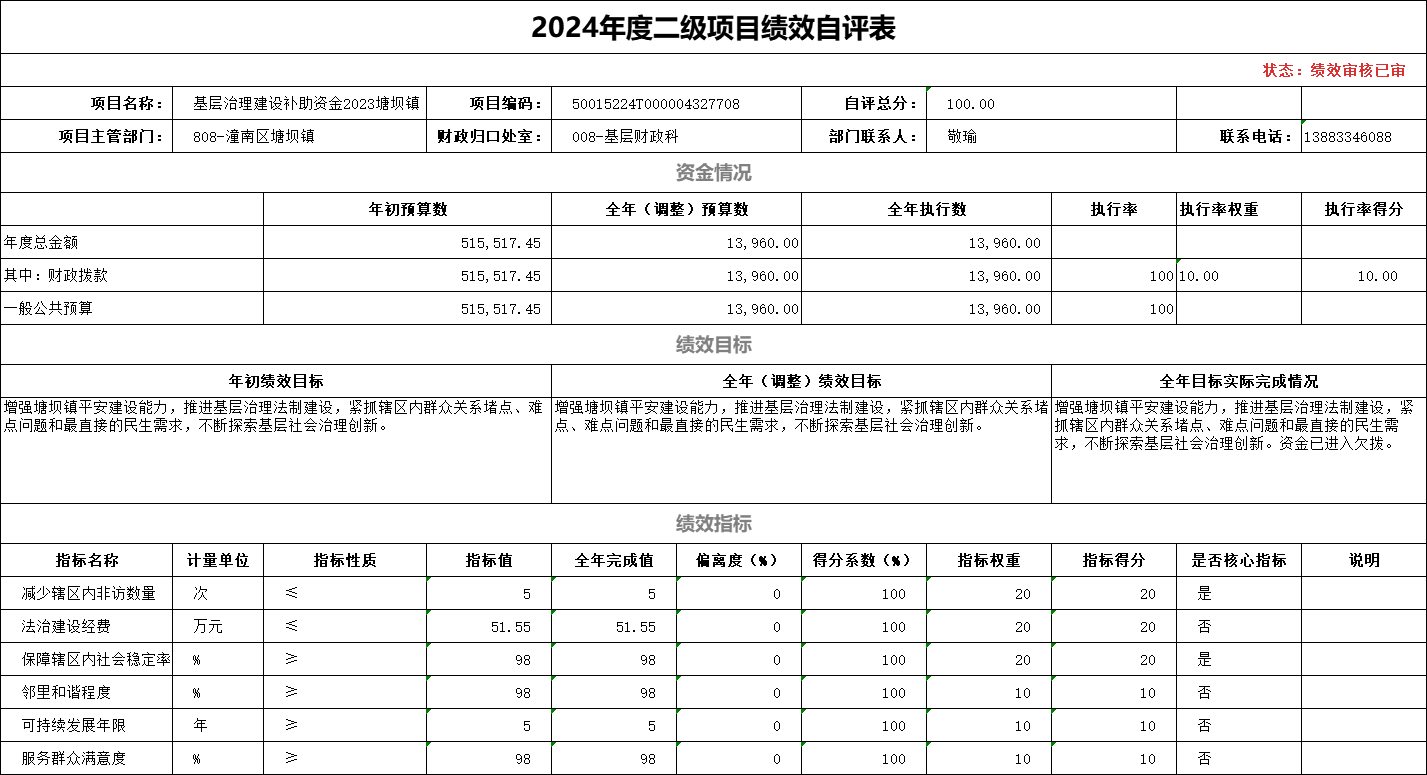 2024年度二级项目绩效自评表
状态：绩效审核已审
项目名称： 基层治理建设补助资金2023塘坝镇 项目编码： 50015224T000004327708 自评总分： 100.00
项目主管部门： 808-潼南区塘坝镇 财政归口处室： 008-基层财政科 部门联系人： 敬瑜 联系电话： 13883346088
资金情况
年初预算数 全年（调整）预算数 全年执行数 执行率 执行率权重 执行率得分
年度总金额 515,517.45 13,960.00 13,960.00
其中：财政拨款 515,517.45 13,960.00 13,960.00 100 10.00 10.00
一般公共预算 515,517.45 13,960.00 13,960.00 100
绩效目标
年初绩效目标 全年（调整）绩效目标 全年目标实际完成情况
增强塘坝镇平安建设能力，推进基层治理法制建设，紧抓辖区内群众关系堵点、难
点问题和最直接的民生需求，不断探索基层社会治理创新。
增强塘坝镇平安建设能力，推进基层治理法制建设，紧抓辖区内群众关系堵
点、难点问题和最直接的民生需求，不断探索基层社会治理创新。
增强塘坝镇平安建设能力，推进基层治理法制建设，紧
抓辖区内群众关系堵点、难点问题和最直接的民生需
求，不断探索基层社会治理创新。资金已进入欠拨。
绩效指标
指标名称 计量单位 指标性质 指标值 全年完成值 偏离度（%） 得分系数（%） 指标权重 指标得分 是否核心指标 说明
减少辖区内非访数量 次 ≤ 5 5 0 100 20 20 是
法治建设经费 万元 ≤ 51.55 51.55 0 100 20 20 否
保障辖区内社会稳定率 % ≥ 98 98 0 100 20 20 是
邻里和谐程度 % ≥ 98 98 0 100 10 10 否
可持续发展年限 年 ≥ 5 5 0 100 10 10 否
服务群众满意度 % ≥ 98 98 0 100 10 10 否